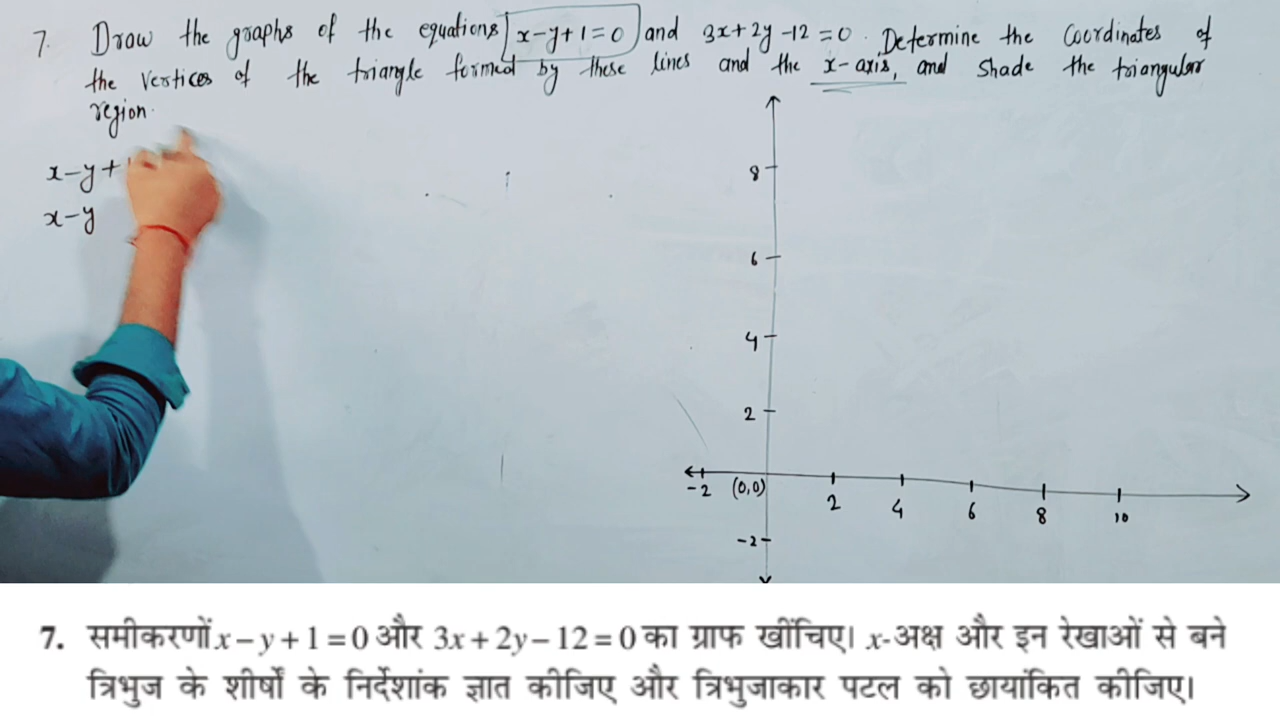 7. Draw the graphs of the equations x-y+1=0 and 3x+2y-12=0. Determine the coordinates of
the vertices of the triangle formed by these lines and the x-axis, and shade the triangular
region.
x-y+
x-y
8
6
4
2
-2 (0,0) 2 4 6 8 10
-2
7. समीकरणों x-y+1=0 और 3x+2y-12=0 का ग्राफ खींचिए। x-अक्ष और इन रेखाओं से बने
त्रिभुज के शीर्षों के निर्देशांक ज्ञात कीजिए और त्रिभुजाकार पटल को छायांकित कीजिए।